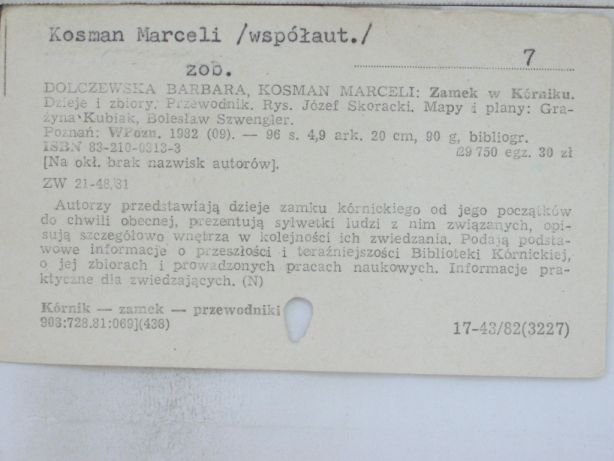 Kosman Marceli /współaut./
7
zob.
DOLCZEWSKA BARBARA, KOSMAN MARCELI: Zamek w Kórniku.
Dzieje i zbiory. Przewodnik. Rys. Józef Skoracki. Mapy i plany: Gra-
żyna Kubiak, Bolesław Szwengler.
Poznań: WPozn. 1982 (09). — 96 s. 4,9 ark. 20 cm, 90 g, bibliogr.
ISBN 83-210-0313-3 29 750 egz. 30 zł
[Na okł. brak nazwisk autorów].
ZW 21-48/81
Autorzy przedstawiają dzieje zamku kórnickiego od jego początków
do chwili obecnej, prezentują sylwetki ludzi z nim związanych, opi-
sują szczegółowo wnętrza w kolejności ich zwiedzania. Podają podsta-
wowe informacje o przeszłości i teraźniejszości Biblioteki Kórnickiej,
o jej zbiorach i prowadzonych pracach naukowych. Informacje pra-
ktyczne dla zwiedzających. (N)
Kórnik — zamek — przewodniki
908:728.81:069](438)
17-43/82(3227)